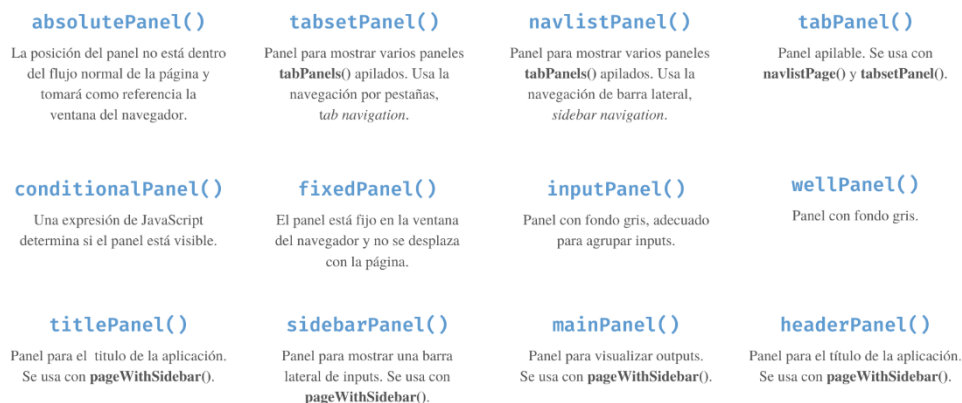 absolutePanel()
La posición del panel no está dentro
del flujo normal de la página y
tomará como referencia la
ventana del navegador.
tabsetPanel()
Panel para mostrar varios paneles
tabPanels() apilados. Usa la
navegación por pestañas,
tab navigation.
navlistPanel()
Panel para mostrar varios paneles
tabPanels() apilados. Usa la
navegación de barra lateral,
sidebar navigation.
tabPanel()
Panel apilable. Se usa con
navlistPage() y tabsetPanel().
conditionalPanel()
Una expresión de JavaScript
determina si el panel está visible.
fixedPanel()
El panel está fijo en la ventana
del navegador y no se desplaza
con la página.
inputPanel()
Panel con fondo gris, adecuado
para agrupar inputs.
wellPanel()
Panel con fondo gris.
titlePanel()
Panel para el titulo de la aplicación.
Se usa con pageWithSidebar().
sidebarPanel()
Panel para mostrar una barra
lateral de inputs. Se usa con
pageWithSidebar().
mainPanel()
Panel para visualizar outputs.
Se usa con pageWithSidebar().
headerPanel()
Panel para el título de la aplicación.
Se usa con pageWithSidebar().